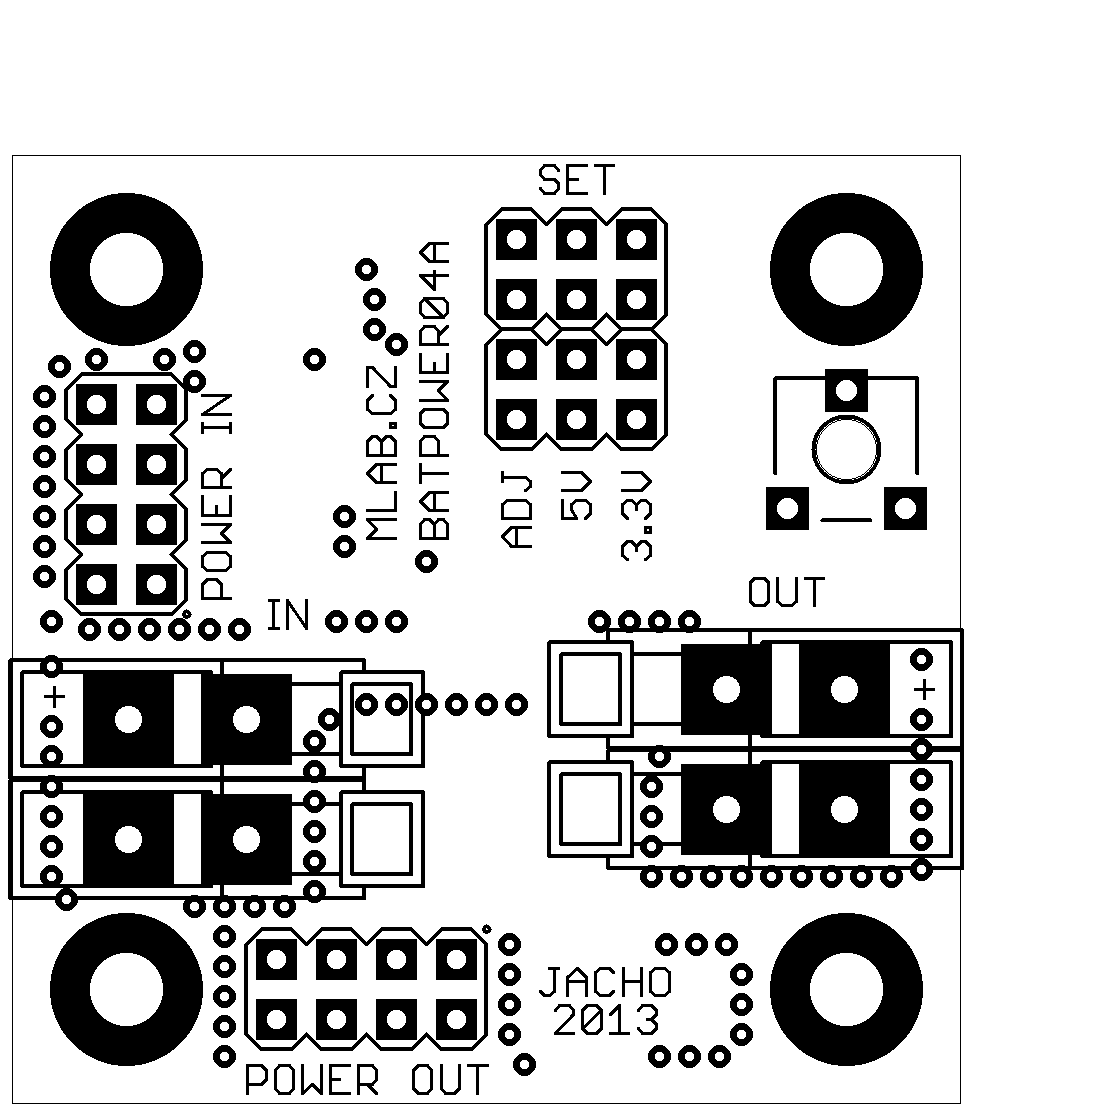 SET
MLAB.CZ
BATPOWER04A
POWER IN
ADJ
5V
3.3V
OUT
IN
+
+
JACHO
2013
POWER OUT